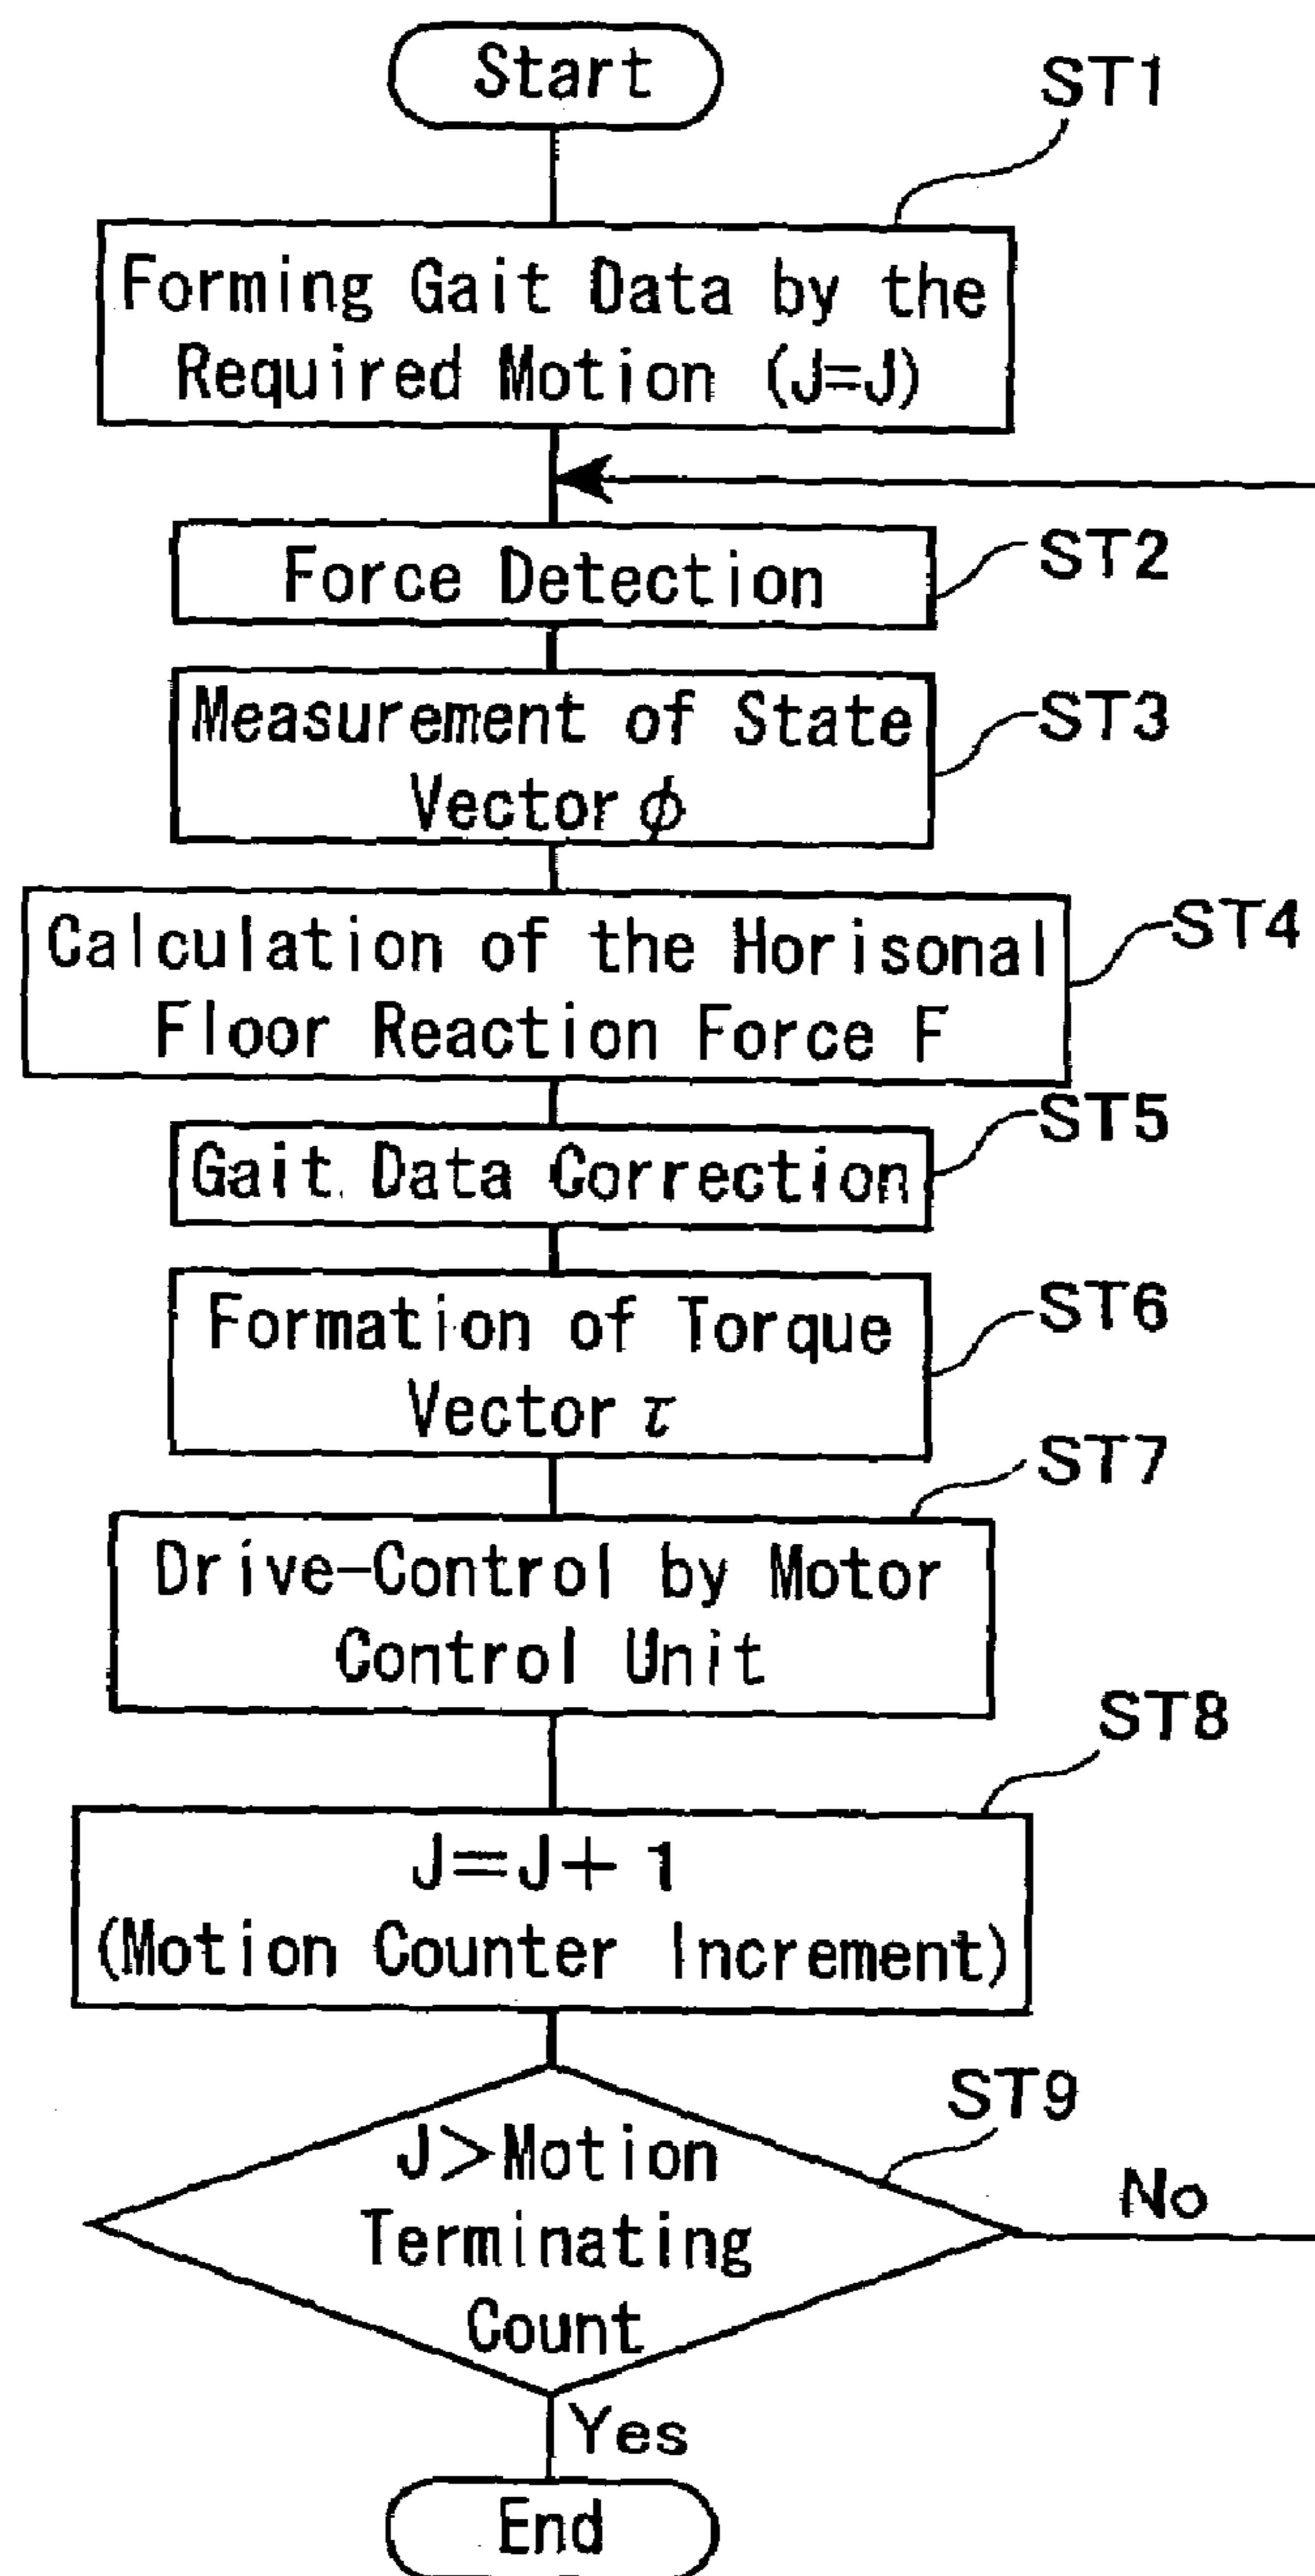 Start
ST1
Forming Gait Data by the
Required Motion (J=J)
Force Detection
ST2
Measurement of State
Vector ϕ
ST3
Calculation of the Horisonal
Floor Reaction Force F
ST4
Gait Data Correction
ST5
Formation of Torque
Vector τ
ST6
ST7
Drive-Control by Motor
Control Unit
ST8
J=J+1
(Motion Counter Increment)
ST9
J>Motion
Terminating
Count
No
Yes
End